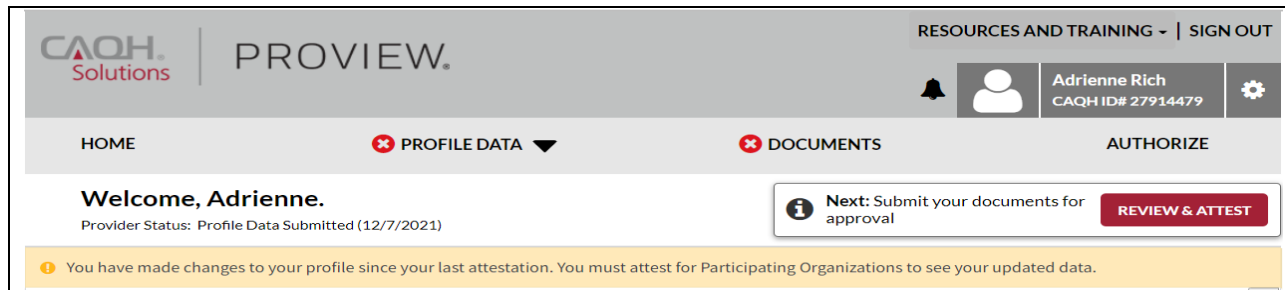 RESOURCES AND TRAINING | SIGN OUT
CAQH.
Solutions
PROVIEW.
Adrienne Rich
CAQH ID# 27914479
HOME
PROFILE DATA
DOCUMENTS
AUTHORIZE
Welcome, Adrienne.
Provider Status: Profile Data Submitted (12/7/2021)
Next: Submit your documents for
approval
REVIEW & ATTEST
You have made changes to your profile since your last attestation. You must attest for Participating Organizations to see your updated data.